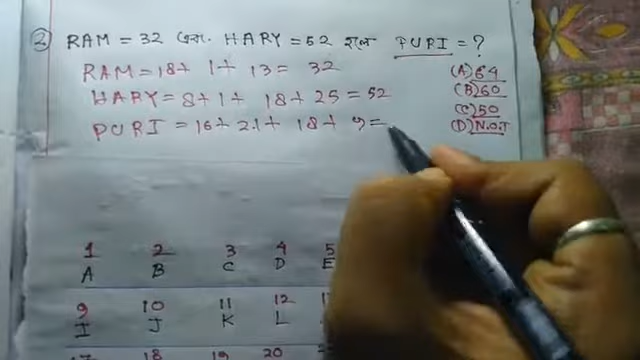 ② RAM = 32 এবং HARY = 52 হলে PURI = ?
RAM = 18 + 1 + 13 = 32
HARY = 8 + 1 + 18 + 25 = 52
PURI = 16 + 21 + 18 + 9 =
(A) 64
(B) 60
(C) 50
(D) N.O.T
1 2 3 4 5
A B C D E
9 10 11 12
I J K L
18 19 20